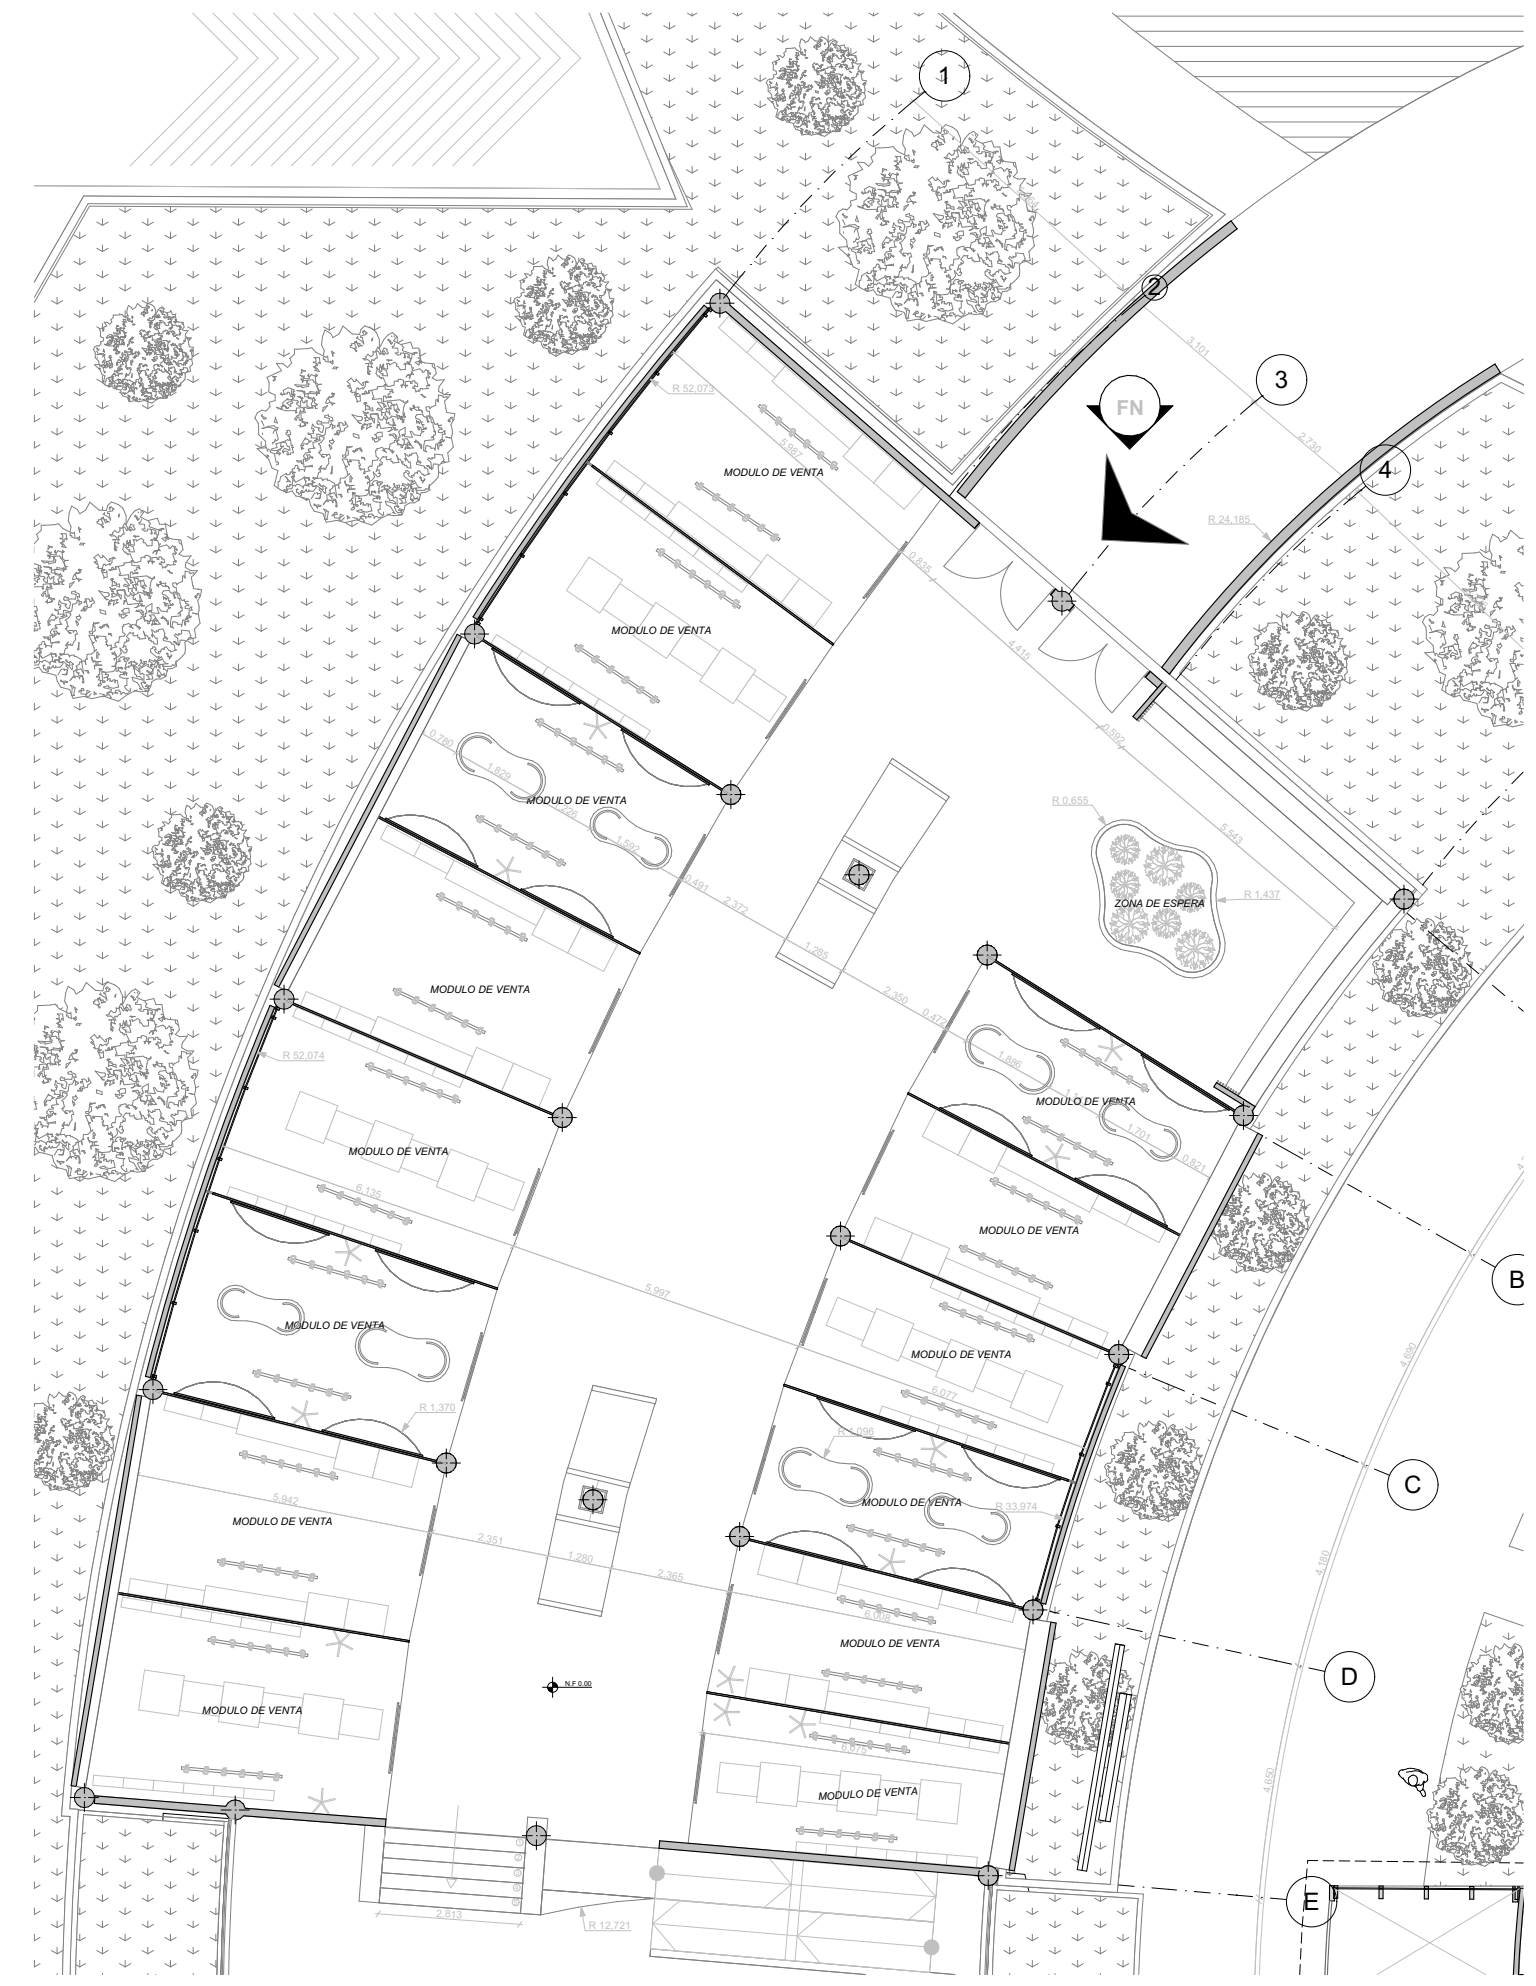 1
2
3,101
3
FN
R 52,073
2,730
4
5,987
MODULO DE VENTA
R 24,185
0,835
MODULO DE VENTA
4,415
0,592
0,780
1,829
MODULO DE VENTA
R 0,655
1,592
5,543
0,491
2,372
R 1,437
ZONA DE ESPERA
1,285
MODULO DE VENTA
2,350
0,472
R 52,074
1,886
MODULO DE VENTA
1,701
MODULO DE VENTA
0,821
6,135
MODULO DE VENTA
5,997
B
MODULO DE VENTA
MODULO DE VENTA
4,690
6,077
R 1,370
C
5,942
MODULO DE VENTA
MODULO DE VENTA
R 33,974
2,351
1,280
2,365
4,180
6,008
MODULO DE VENTA
D
N.F 0.00
MODULO DE VENTA
6,075
MODULO DE VENTA
4,650
E
2,813
R 12,721